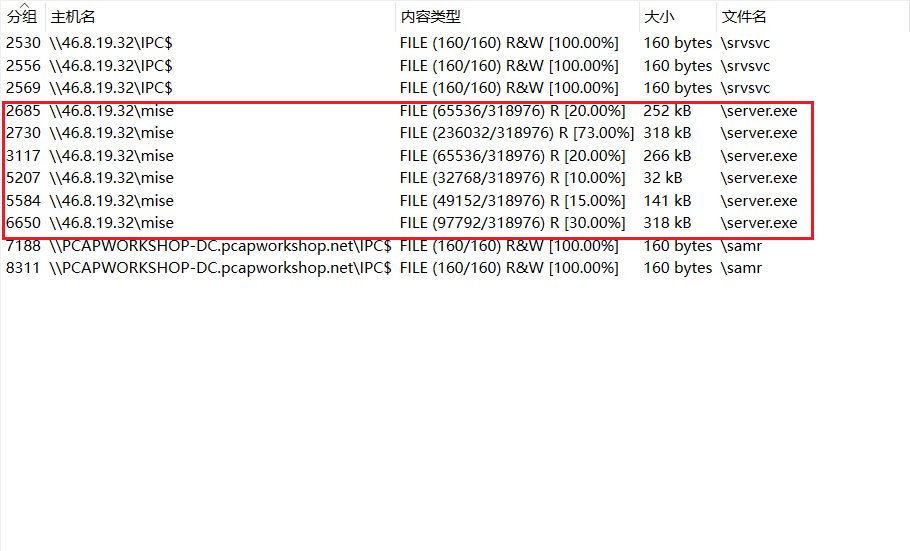 分组 主机名 内容类型 大小 文件名
2530 \\46.8.19.32\IPC$ FILE (160/160) R&W [100.00%] 160 bytes \srvsvc
2556 \\46.8.19.32\IPC$ FILE (160/160) R&W [100.00%] 160 bytes \srvsvc
2569 \\46.8.19.32\IPC$ FILE (160/160) R&W [100.00%] 160 bytes \srvsvc
2685 \\46.8.19.32\mise FILE (65536/318976) R [20.00%] 252 kB \server.exe
2730 \\46.8.19.32\mise FILE (236032/318976) R [73.00%] 318 kB \server.exe
3117 \\46.8.19.32\mise FILE (65536/318976) R [20.00%] 266 kB \server.exe
5207 \\46.8.19.32\mise FILE (32768/318976) R [10.00%] 32 kB \server.exe
5584 \\46.8.19.32\mise FILE (49152/318976) R [15.00%] 141 kB \server.exe
6650 \\46.8.19.32\mise FILE (97792/318976) R [30.00%] 318 kB \server.exe
7188 \\PCAPWORKSHOP-DC.pcapworkshop.net\IPC$ FILE (160/160) R&W [100.00%] 160 bytes \samr
8311 \\PCAPWORKSHOP-DC.pcapworkshop.net\IPC$ FILE (160/160) R&W [100.00%] 160 bytes \samr